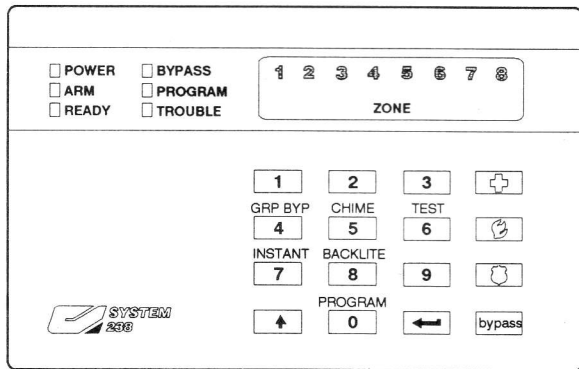 POWER BYPASS 1 2 3 4 5 6 7 8
ARM PROGRAM
READY TROUBLE ZONE
1 2 3
GRP BYP CHIME TEST
4 5 6
INSTANT BACKLITE
7 8 9
PROGRAM
0 bypass
SYSTEM
238